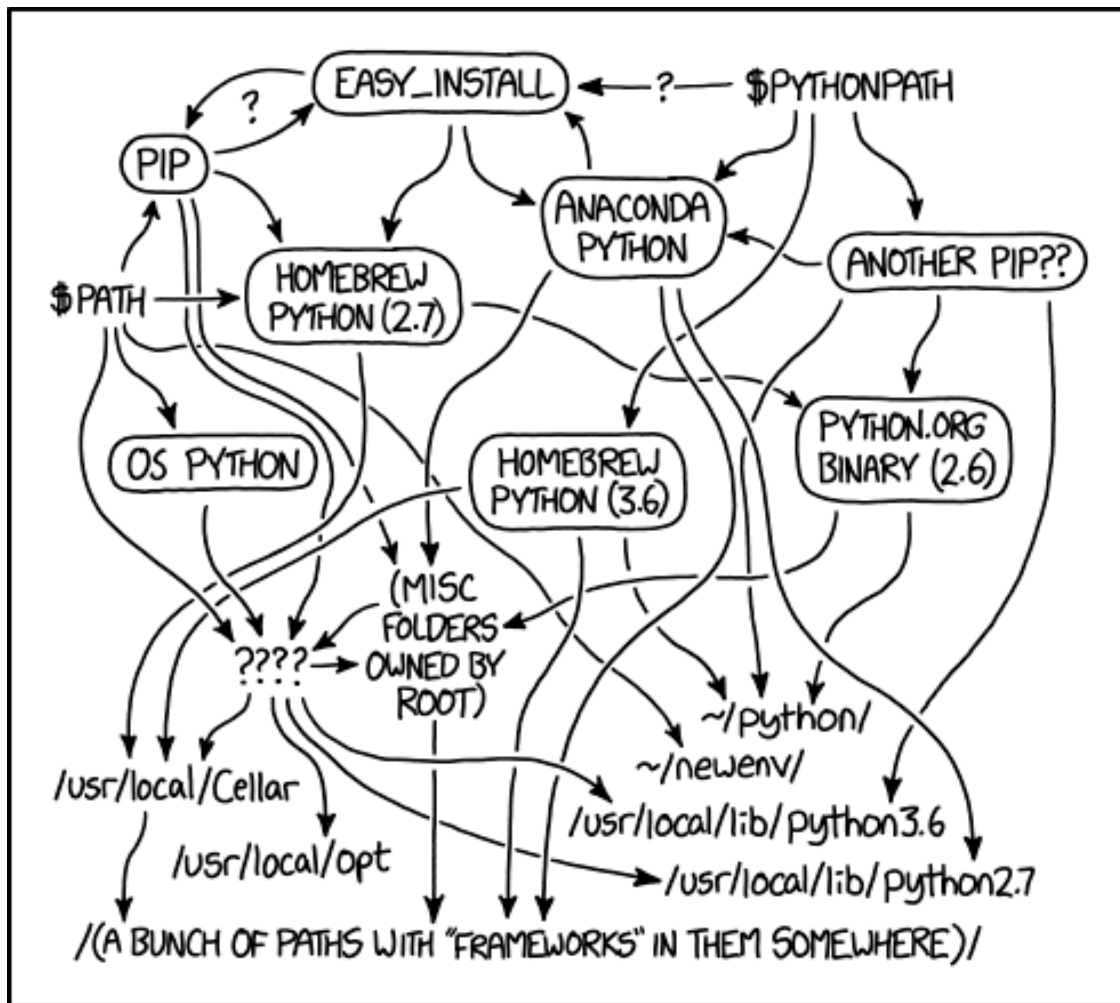 EASY_INSTALL
?
$PYTHONPATH
?
PIP
ANACONDA
PYTHON
ANOTHER PIP??
HOMEBREW
PYTHON (2.7)
$PATH
OS PYTHON
HOMEBREW
PYTHON (3.6)
PYTHON.ORG
BINARY (2.6)
(MISC
FOLDERS
OWNED BY
ROOT)
????
~/python/
~/newenv/
/usr/local/Cellar
/usr/local/lib/python3.6
/usr/local/opt
/usr/local/lib/python2.7
/(A BUNCH OF PATHS WITH "FRAMEWORKS" IN THEM SOMEWHERE)/